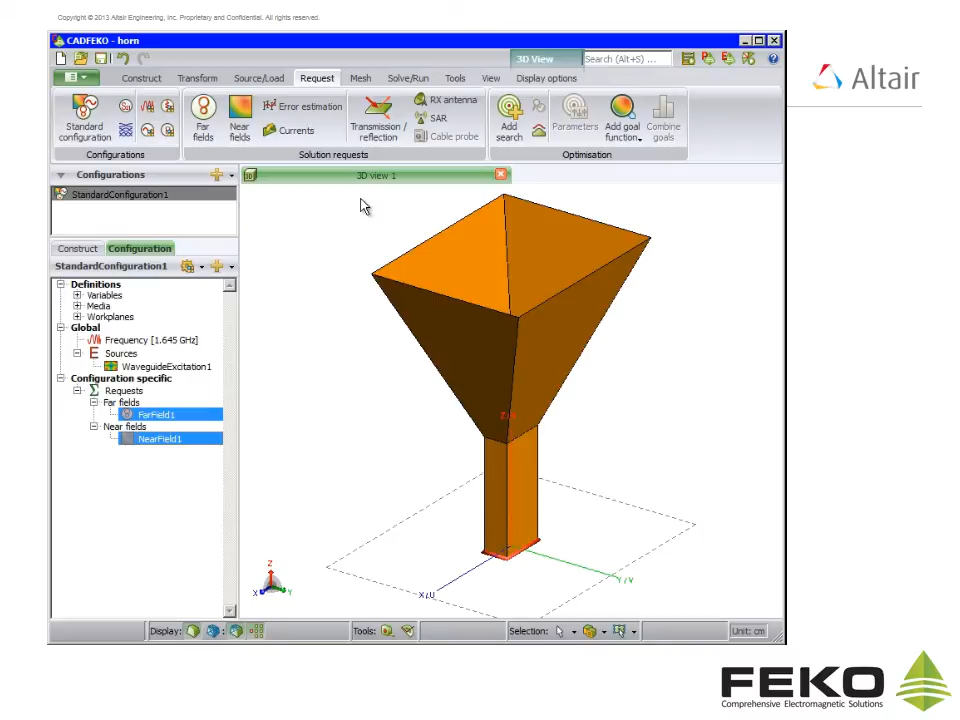 Copyright © 2013 Altair Engineering, Inc. Proprietary and Confidential. All rights reserved.
CADFEKO - horn
3D View
Search (Alt+S) ...
Construct Transform Source/Load Request Mesh Solve/Run Tools View Display options
Standard configuration
Far fields
Near fields
Error estimation
Currents
Transmission / reflection
RX antenna
SAR
Cable probe
Add search
Parameters
Add goal function
Combine goals
Configurations
Solution requests
Optimisation
Configurations
3D view 1
StandardConfiguration1
Construct Configuration
StandardConfiguration1
Definitions
Variables
Media
Workplanes
Global
Frequency [1.645 GHz]
Sources
WaveguideExcitation1
Configuration specific
Requests
Far fields
FarField1
Near fields
NearField1
Z
X
Y
X/U
Y/V
Display:
Tools:
Selection:
Unit: cm
Altair
FEKO
Comprehensive Electromagnetic Solutions